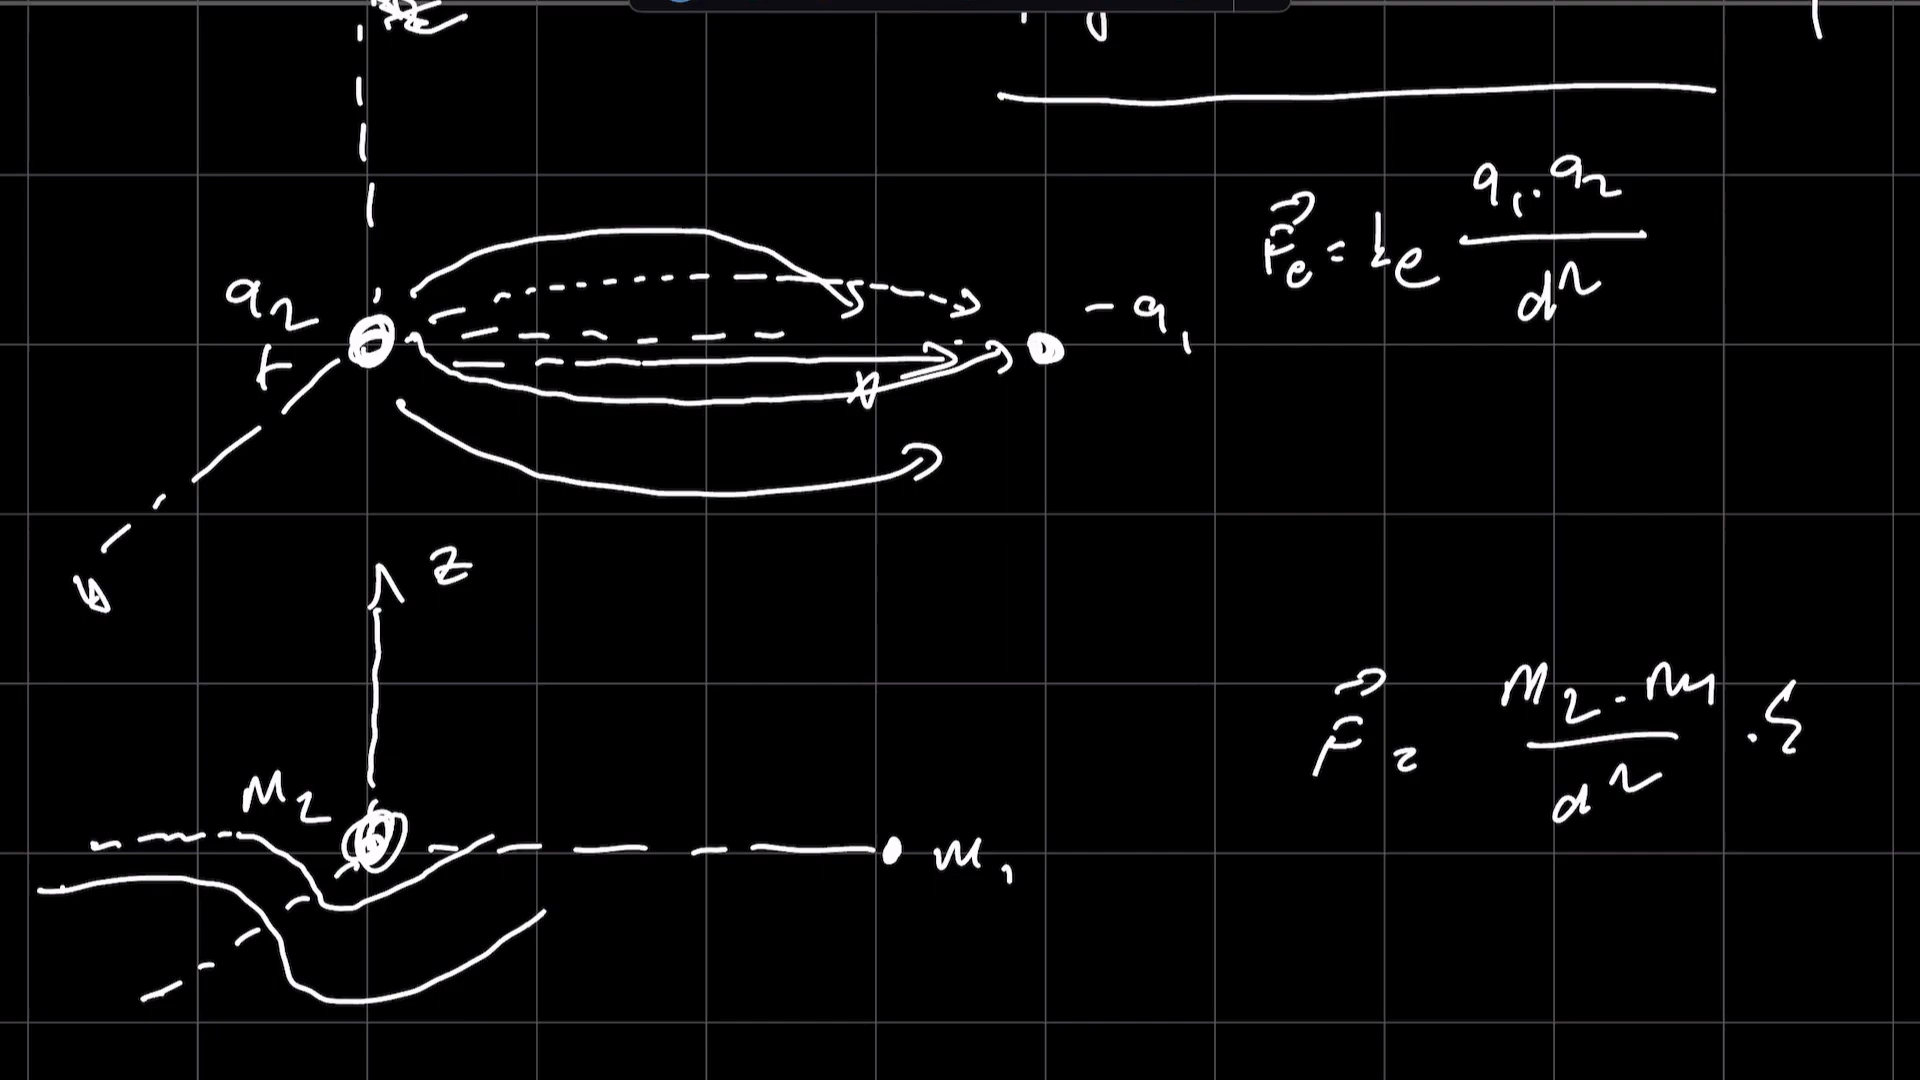 q₂
+
- q₁
F⃗e = ke q₁.q₂ / d²
z
M₂
m₁
F⃗ = M₂.m₁ / d² . G